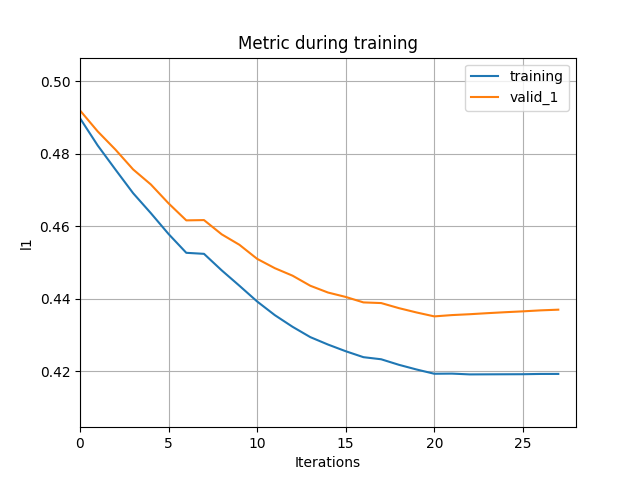 Metric during training
0.50
0.48
0.46
0.44
0.42
l1
training
valid_1
0 5 10 15 20 25
Iterations